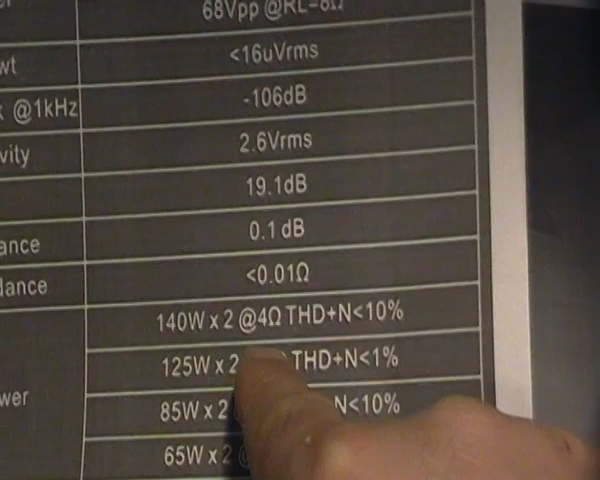 68Vpp @RL=8Ω
wt <16uVrms
@1kHz -106dB
vity 2.6Vrms
19.1dB
ance 0.1 dB
dance <0.01Ω
140W x 2 @4Ω THD+N<10%
125W x 2 THD+N<1%
wer 85W x 2 N<10%
65W x 2 @